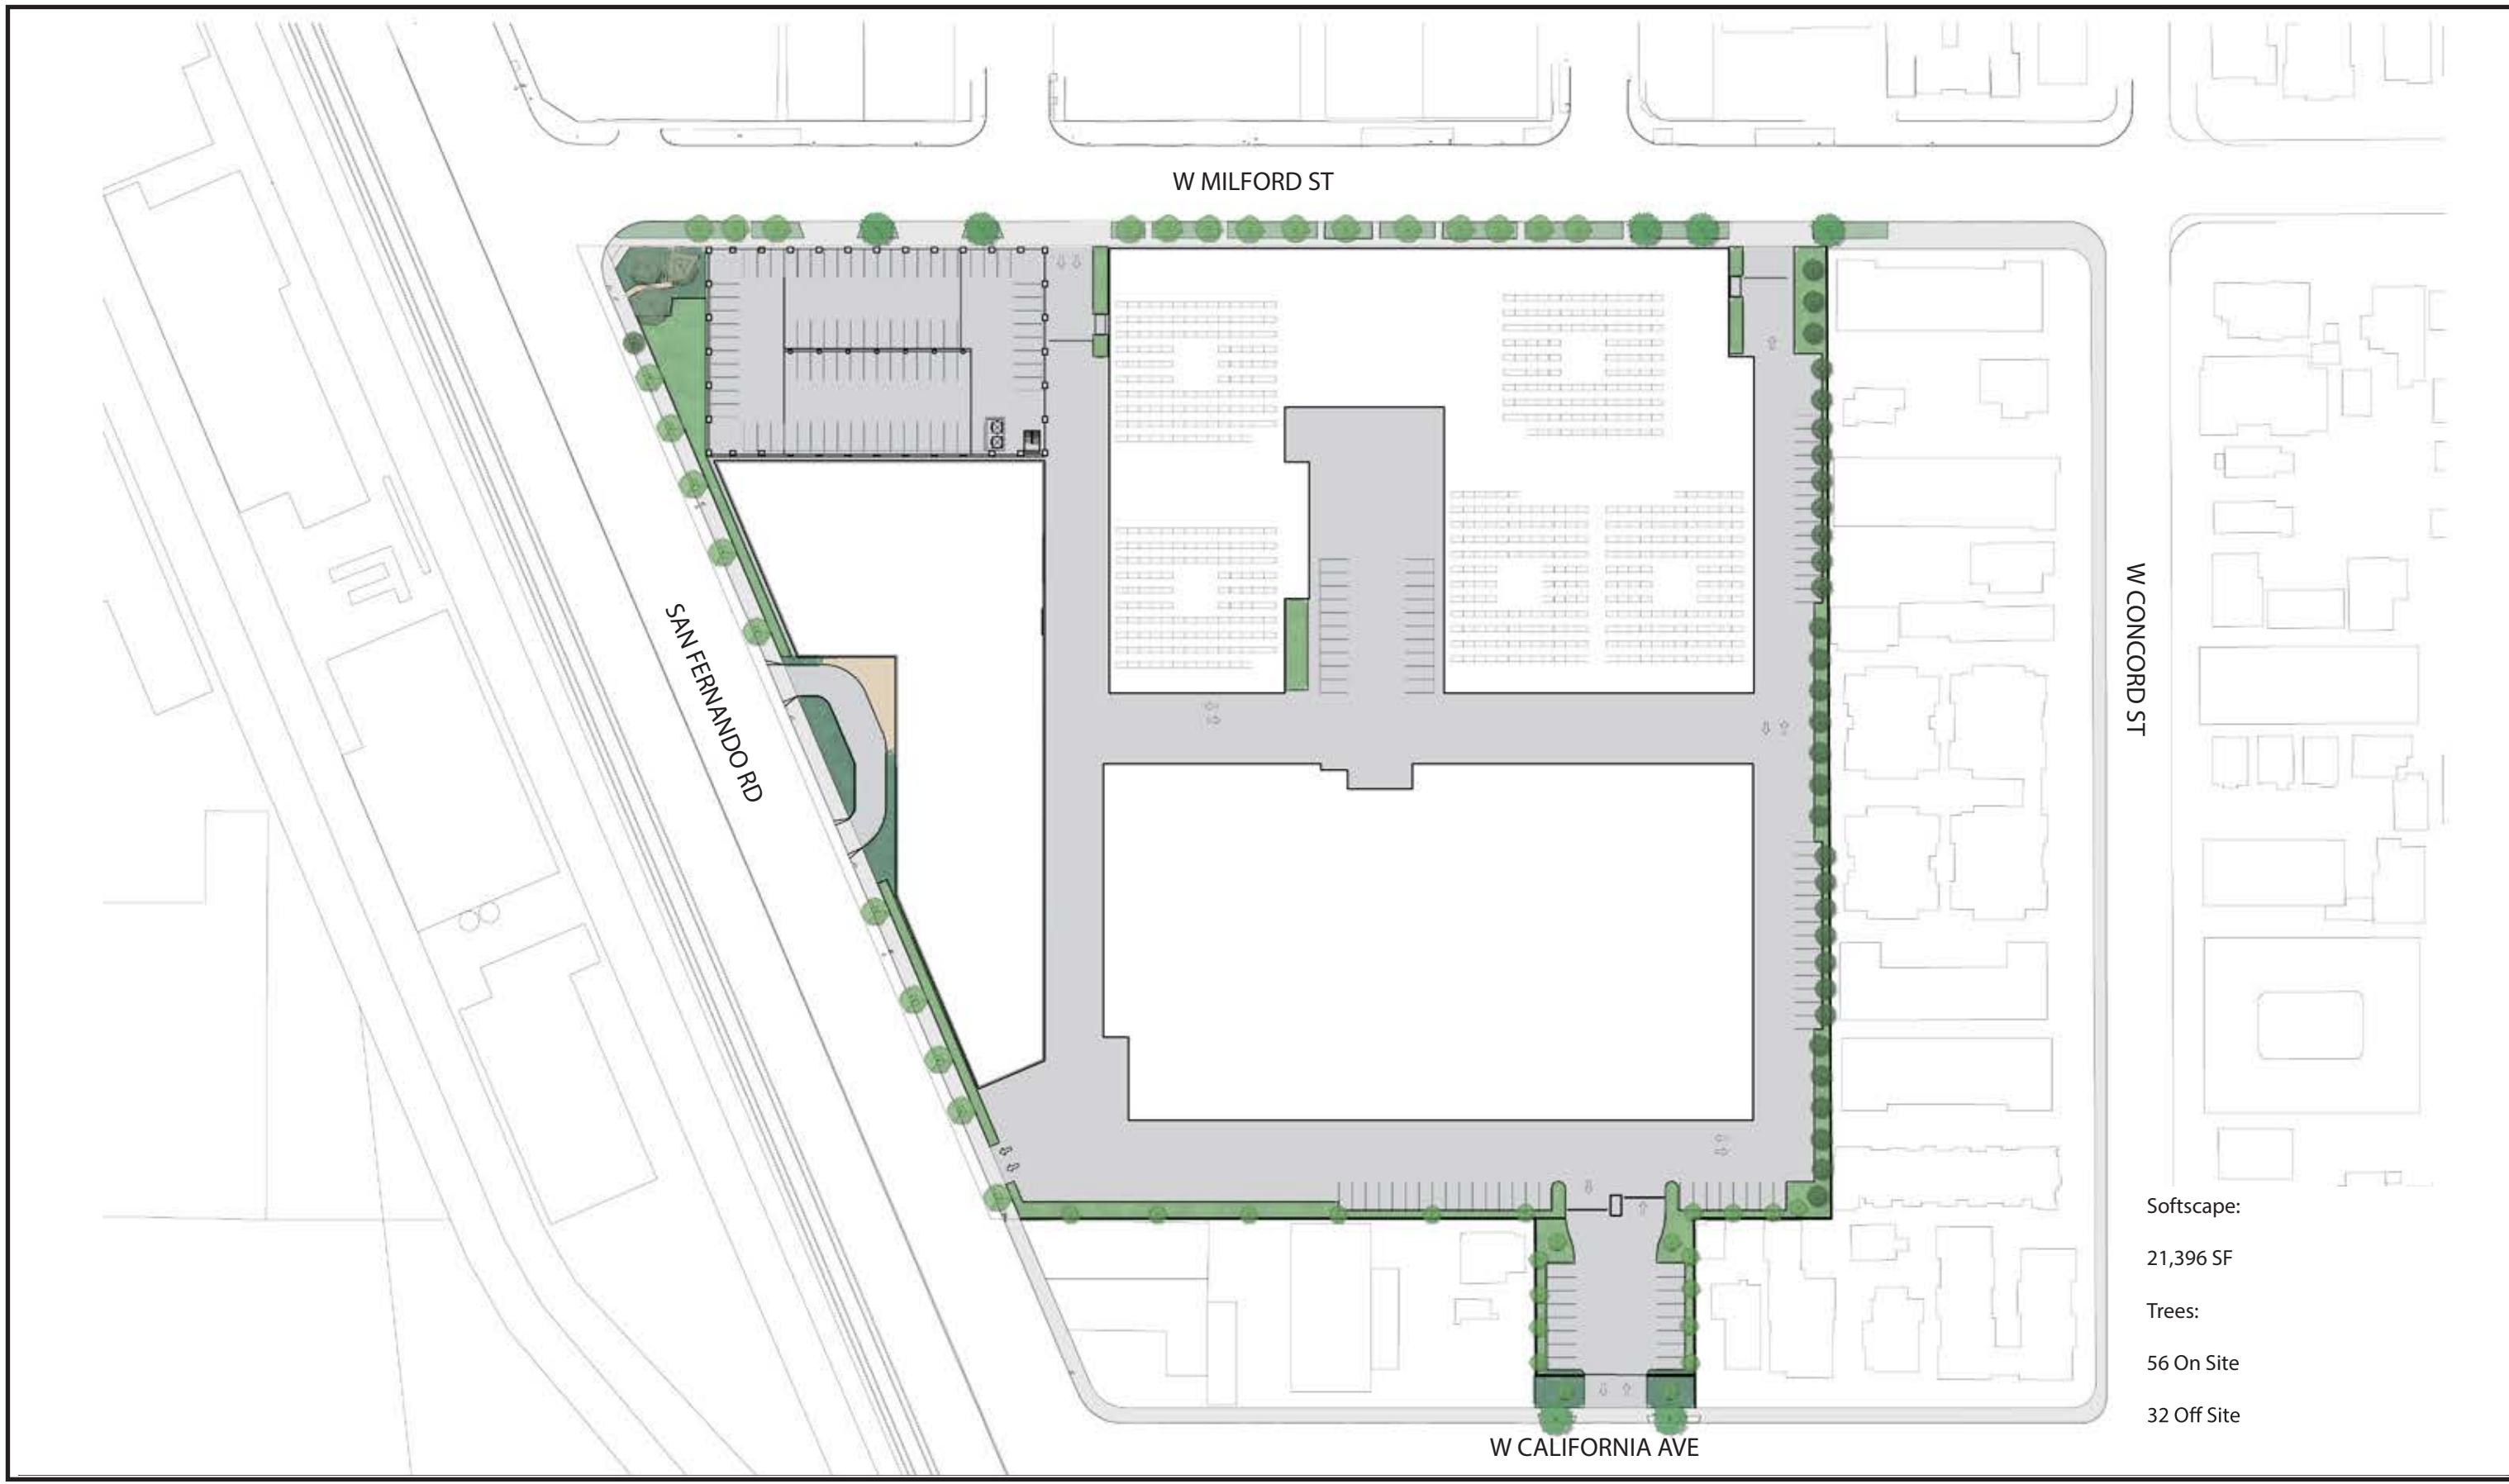 W MILFORD ST
SAN FERNANDO RD
W CONCORD ST
Softscape:
21,396 SF
Trees:
56 On Site
32 Off Site
W CALIFORNIA AVE